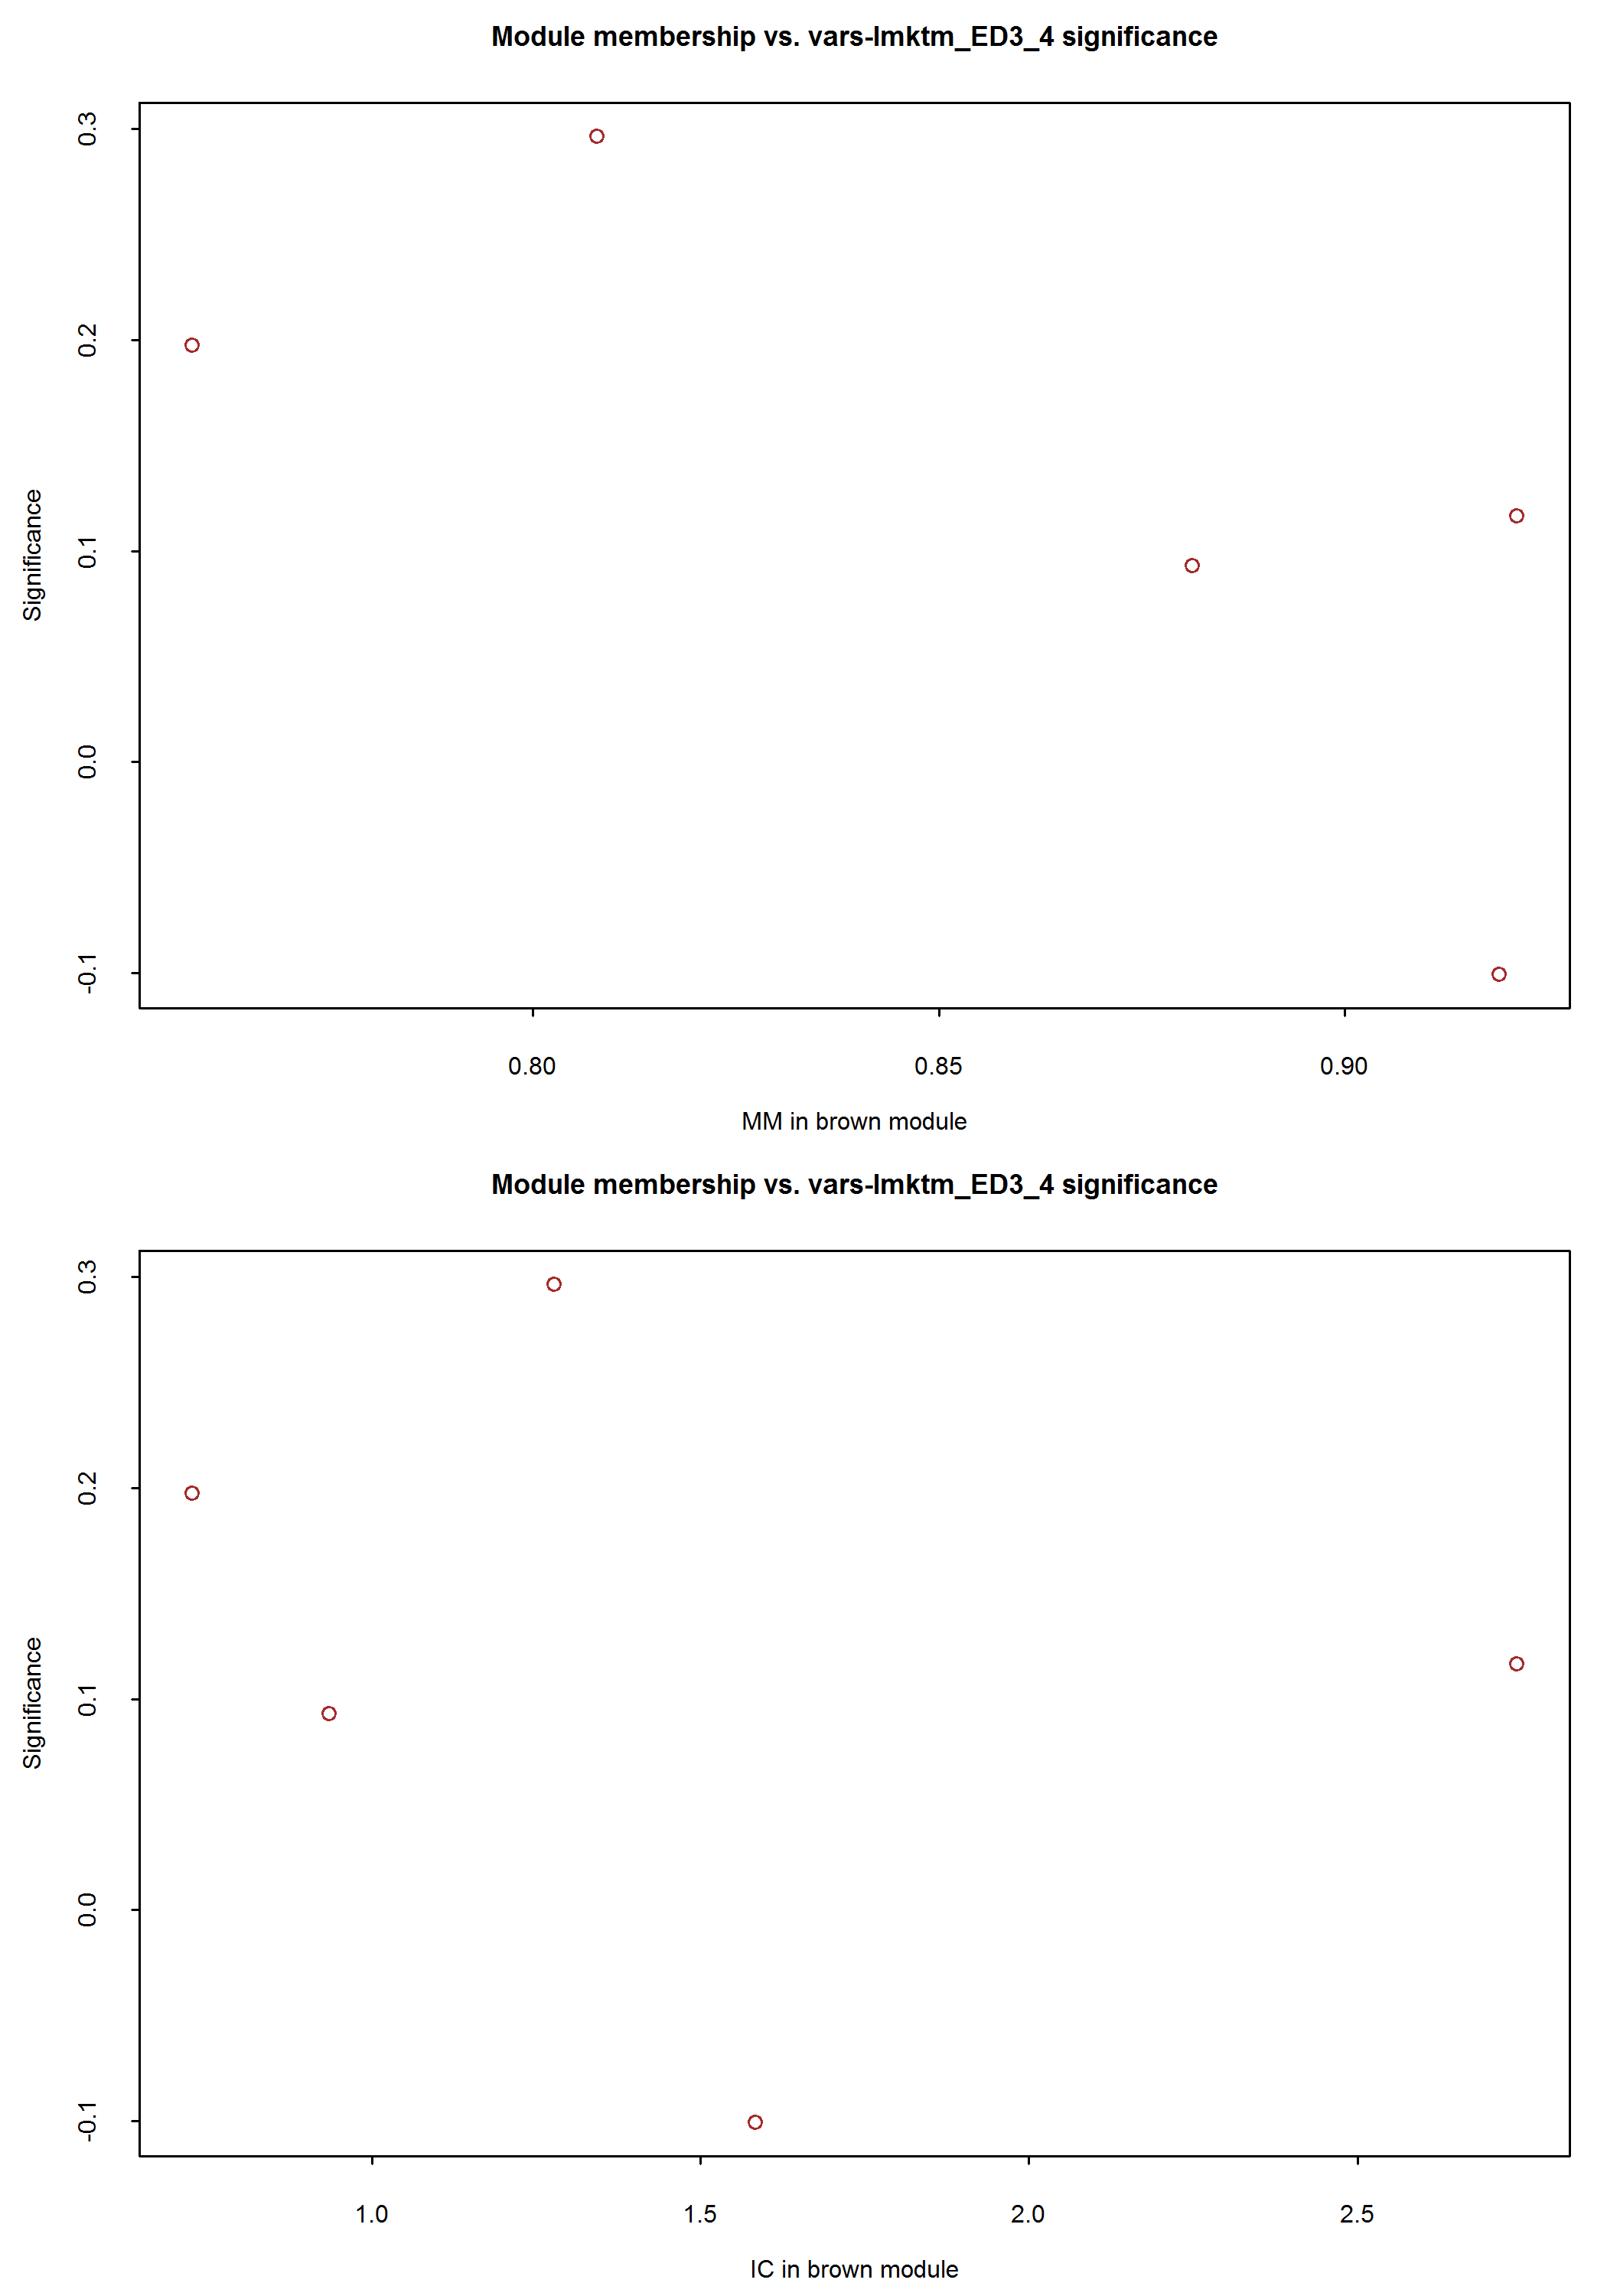 Module membership vs. vars-lmktm_ED3_4 significance
0.3
0.2
0.1
0.0
-0.1
Significance
0.80 0.85 0.90
MM in brown module
Module membership vs. vars-lmktm_ED3_4 significance
0.3
0.2
0.1
0.0
-0.1
Significance
1.0 1.5 2.0 2.5
IC in brown module